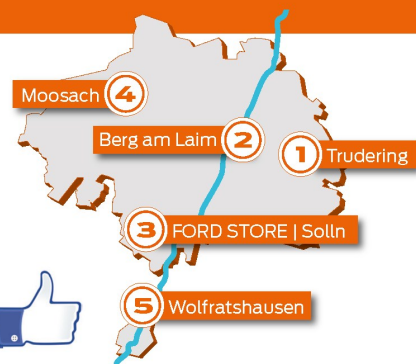 Moosach 4
Berg am Laim 2
1 Trudering
3 FORD STORE | Solln
5 Wolfratshausen